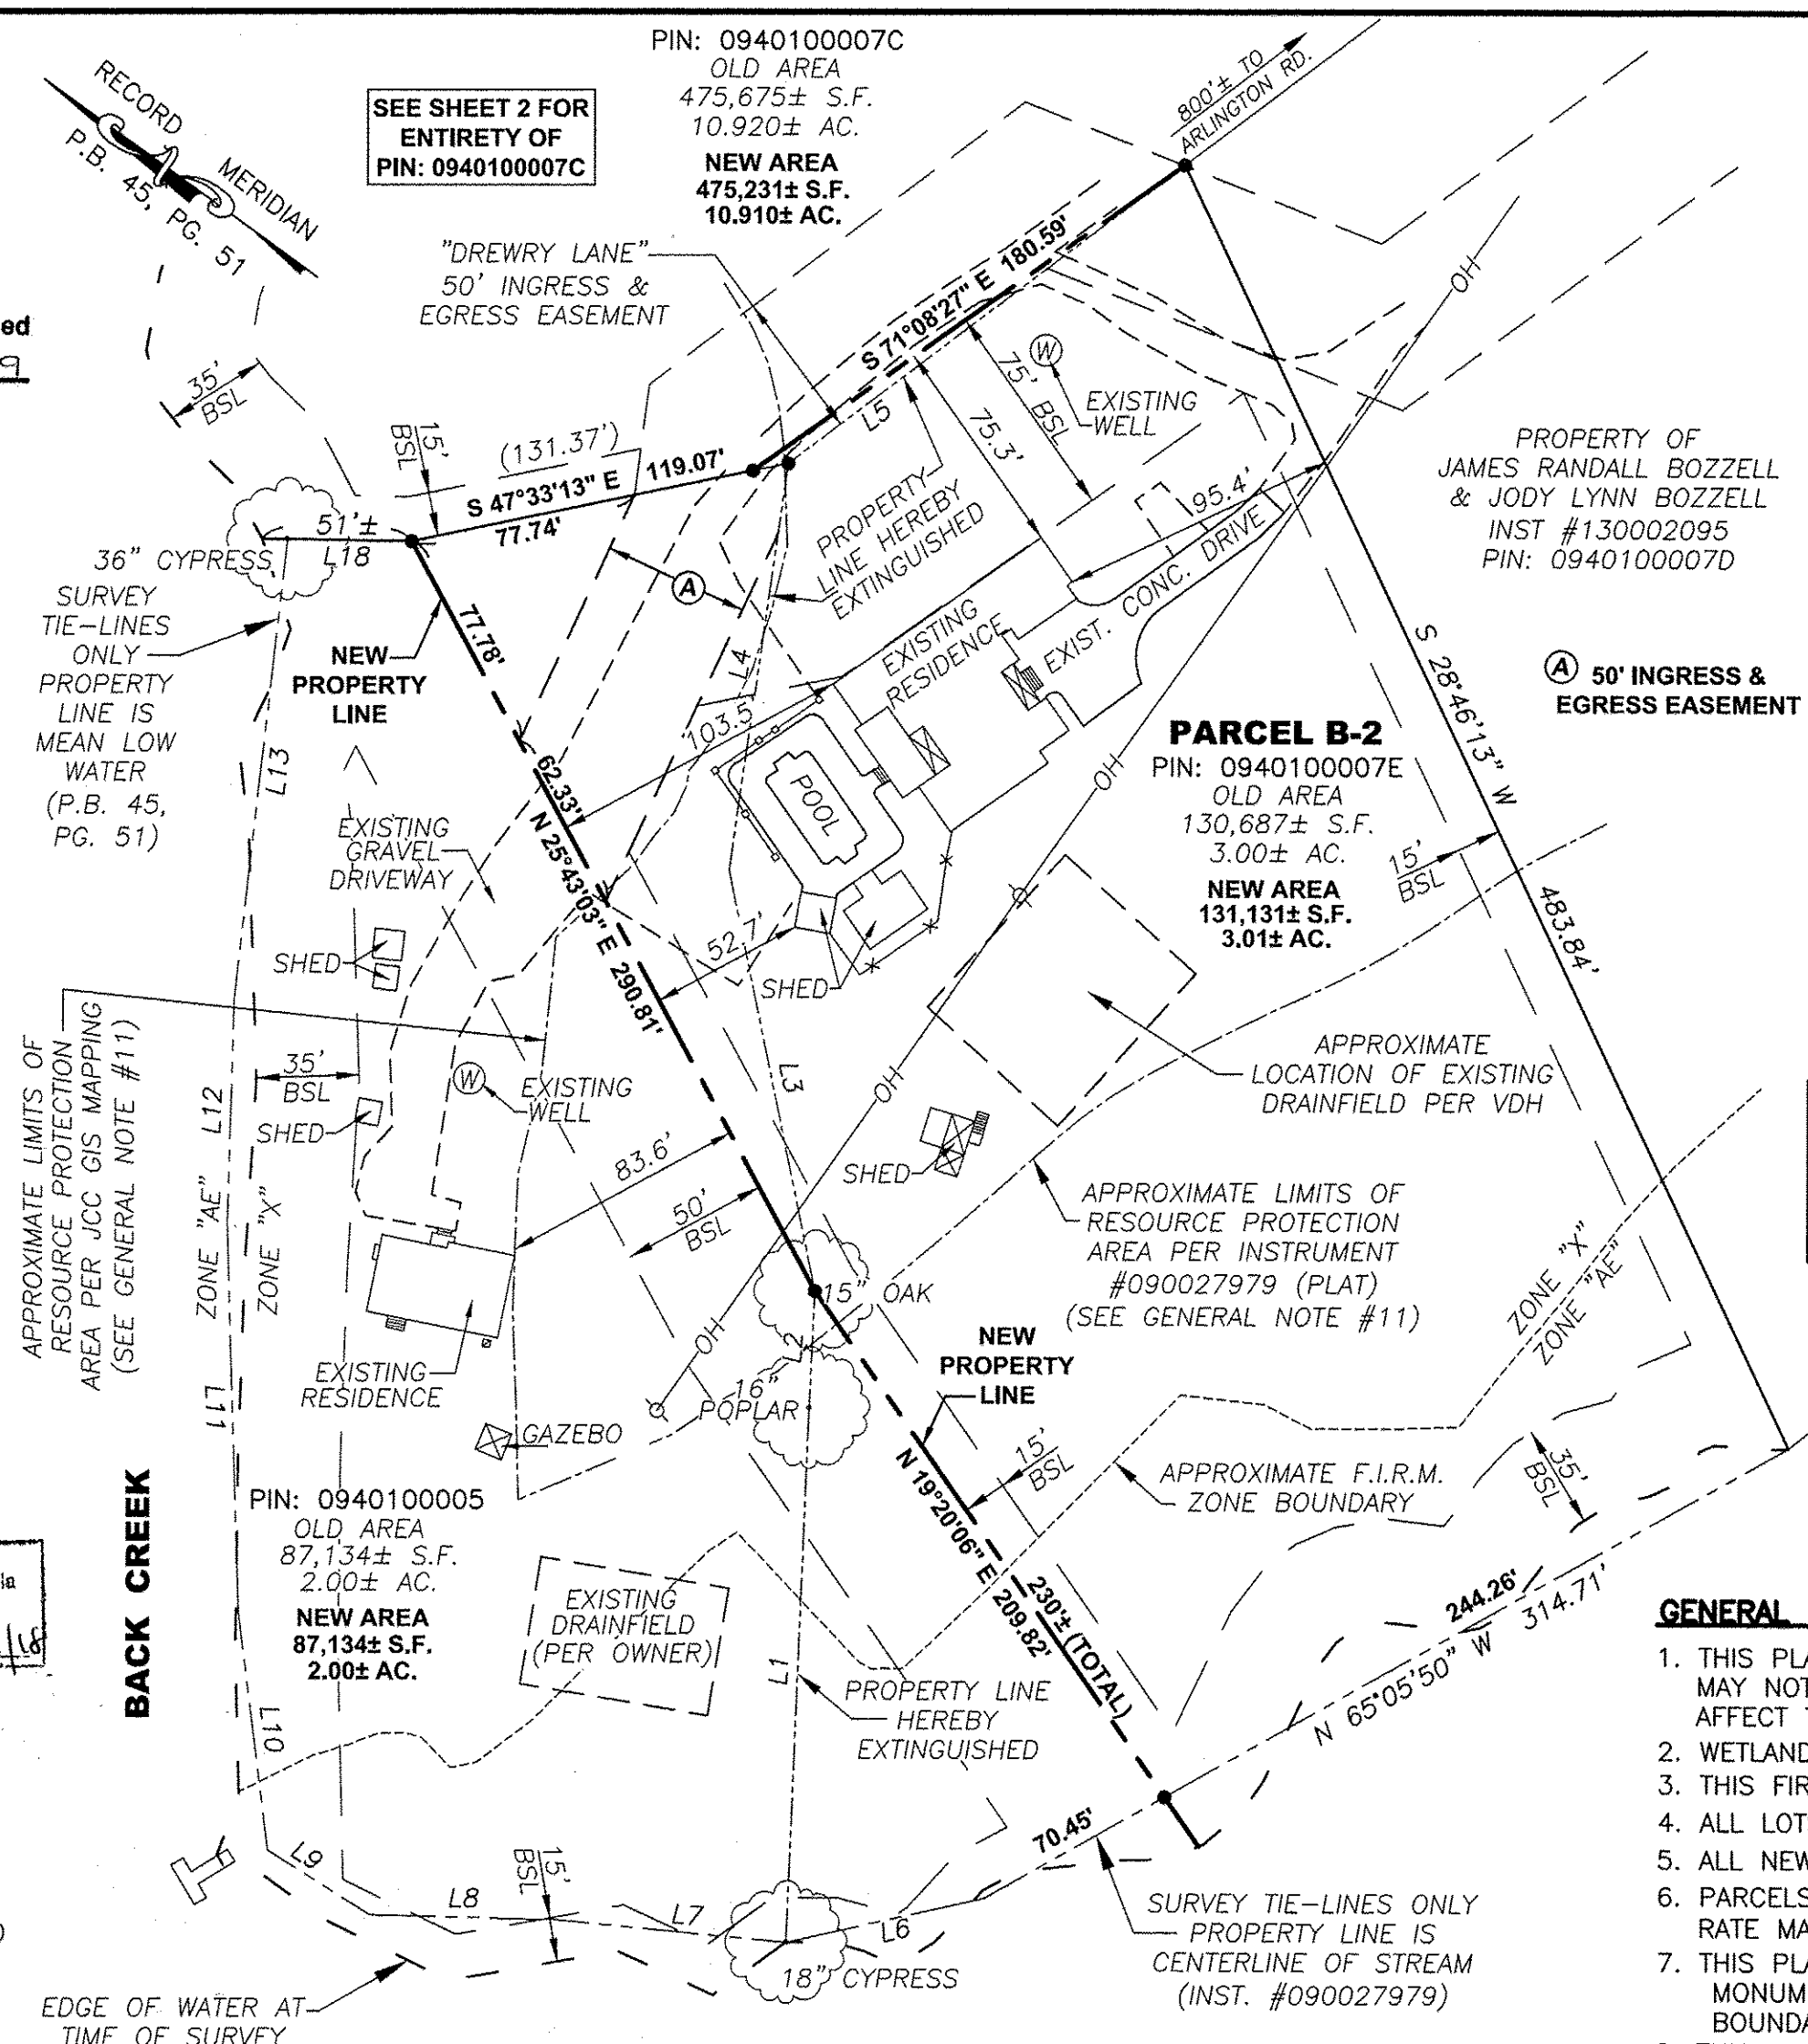 RECORD
MERIDIAN
P.B. 45, PG. 51
SEE SHEET 2 FOR
ENTIRETY OF
PIN: 0940100007C
PIN: 0940100007C
OLD AREA
475,675± S.F.
10.920± AC.
NEW AREA
475,231± S.F.
10.910± AC.
800'± TO
ARLINGTON RD.
"DREWRY LANE"
50' INGRESS &
EGRESS EASEMENT
S 71°08'27" E 180.59'
L5
ed
9
35'
BSL
15'
BSL
(131.37')
S 47°33'13" E 119.07'
77.74'
51'±
L18
36" CYPRESS
SURVEY
TIE-LINES
ONLY
PROPERTY
LINE IS
MEAN LOW
WATER
(P.B. 45,
PG. 51)
NEW
PROPERTY
LINE
77.78'
A
PROPERTY
LINE HEREBY
EXTINGUISHED
75' BSL
75.3'
W
EXISTING
WELL
OH
95.4'
EXIST. CONC. DRIVE
EXISTING
RESIDENCE
PROPERTY OF
JAMES RANDALL BOZZELL
& JODY LYNN BOZZELL
INST #130002095
PIN: 0940100007D
A 50' INGRESS &
EGRESS EASEMENT
S 28°46'13" W
483.84'
PARCEL B-2
PIN: 0940100007E
OLD AREA
130,687± S.F.
3.00± AC.
NEW AREA
131,131± S.F.
3.01± AC.
15'
BSL
OH
L4
103.5'
POOL
62.33'
N 25°43'03" E 290.81'
L13
EXISTING
GRAVEL
DRIVEWAY
SHED
52.7'
SHED
APPROXIMATE LIMITS OF
RESOURCE PROTECTION
AREA PER JCC GIS MAPPING
(SEE GENERAL NOTE #11)
L12
35'
BSL
SHED
W
EXISTING
WELL
L3
OH
APPROXIMATE
LOCATION OF EXISTING
DRAINFIELD PER VDH
83.6'
50'
BSL
SHED
APPROXIMATE LIMITS OF
RESOURCE PROTECTION
AREA PER INSTRUMENT
#090027979 (PLAT)
(SEE GENERAL NOTE #11)
ZONE "AE"
ZONE "X"
ZONE "X"
ZONE "AE"
15" OAK
OH
16"
POPLAR
EXISTING
RESIDENCE
GAZEBO
L11
NEW
PROPERTY
LINE
15'
BSL
APPROXIMATE F.I.R.M.
ZONE BOUNDARY
35'
BSL
N 19°20'06" E 209.82'
230'± (TOTAL)
BACK CREEK
PIN: 0940100005
OLD AREA
87,134± S.F.
2.00± AC.
NEW AREA
87,134± S.F.
2.00± AC.
EXISTING
DRAINFIELD
(PER OWNER)
L1
PROPERTY LINE
HEREBY
EXTINGUISHED
244.26'
N 65°05'50" W 314.71'
70.45'
L10
L9
L8
15'
BSL
L7
L6
18" CYPRESS
SURVEY TIE-LINES ONLY
PROPERTY LINE IS
CENTERLINE OF STREAM
(INST. #090027979)
EDGE OF WATER AT
TIME OF SURVEY
GENERAL
1. THIS PLA
MAY NOT
AFFECT
2. WETLAND
3. THIS FIR
4. ALL LOT
5. ALL NEW
6. PARCELS
RATE MA
7. THIS PLA
MONUM
BOUNDA